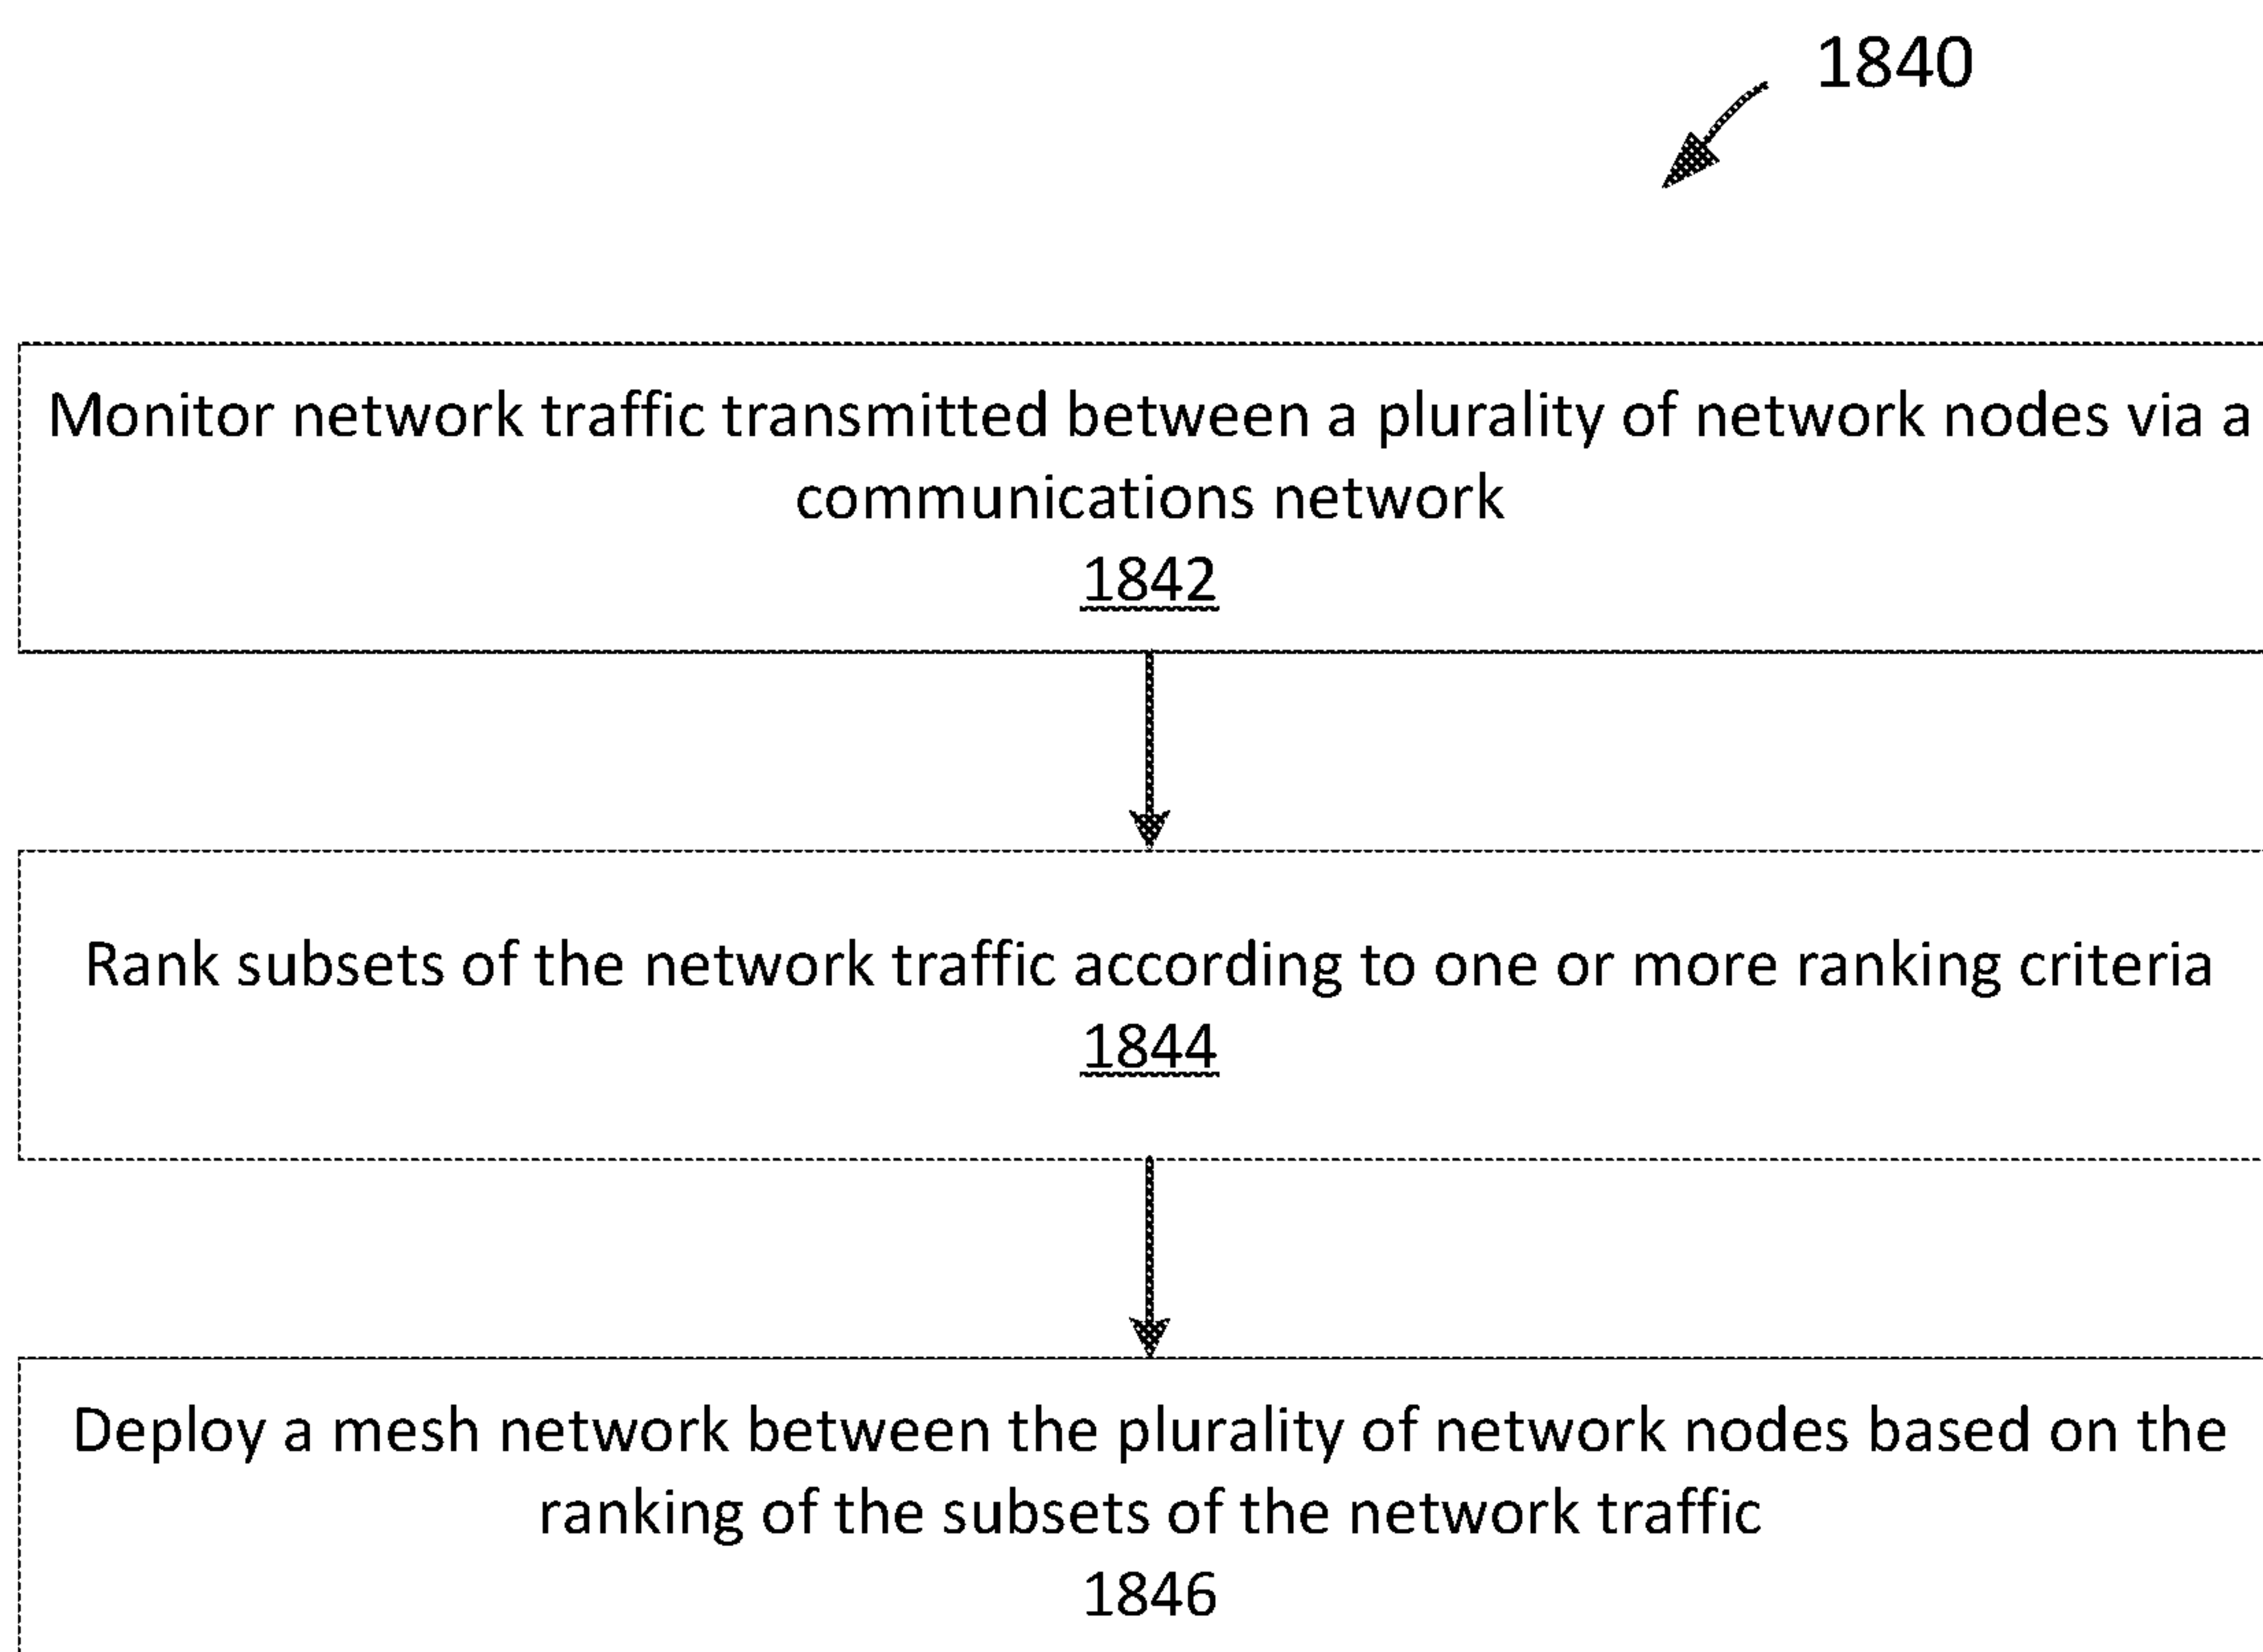 1840
Monitor network traffic transmitted between a plurality of network nodes via a
communications network
1842
Rank subsets of the network traffic according to one or more ranking criteria
1844
Deploy a mesh network between the plurality of network nodes based on the
ranking of the subsets of the network traffic
1846